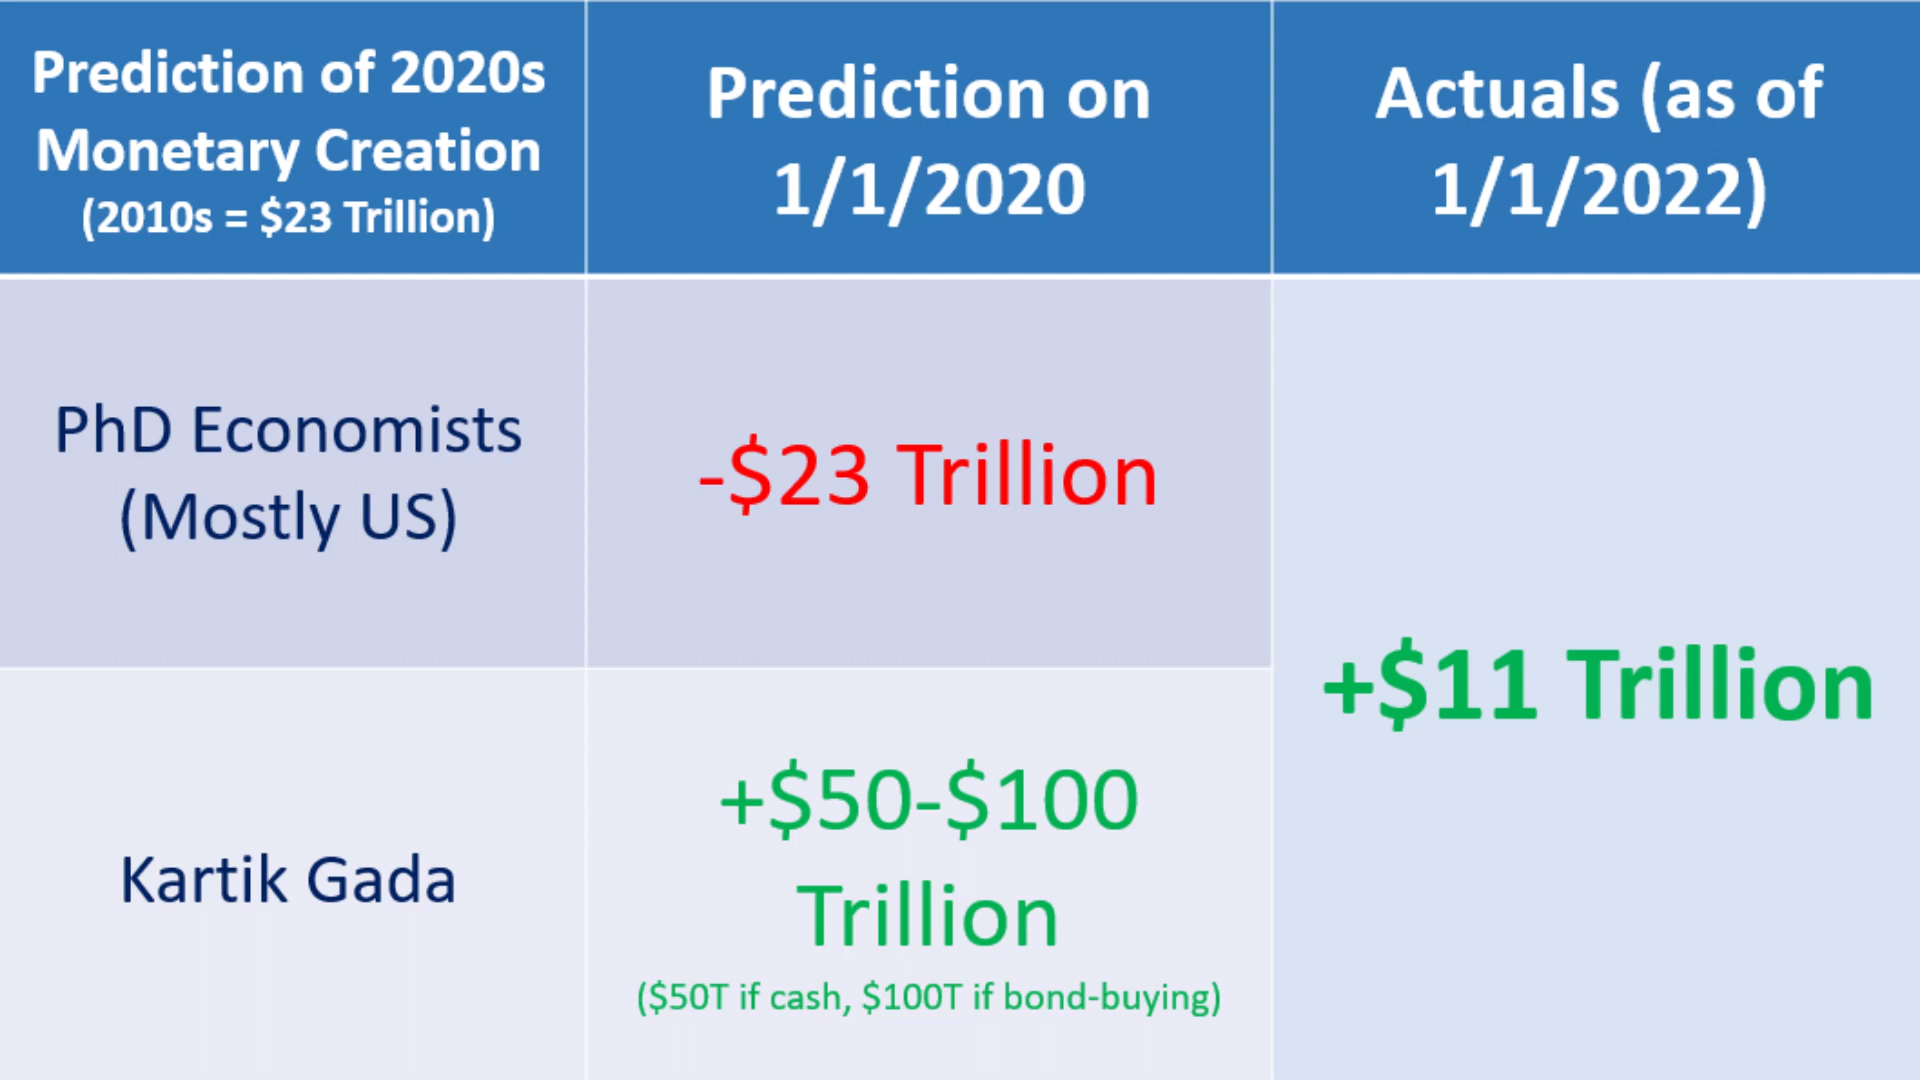 Prediction of 2020s
Monetary Creation
(2010s = $23 Trillion)
Prediction on
1/1/2020
Actuals (as of
1/1/2022)
PhD Economists
(Mostly US)
-$23 Trillion
+$11 Trillion
Kartik Gada
+$50-$100
Trillion
($50T if cash, $100T if bond-buying)